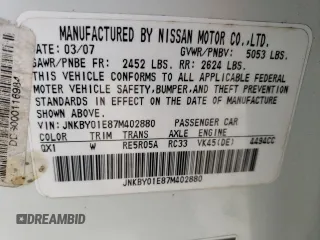 MANUFACTURED BY NISSAN MOTOR CO.,LTD.
DATE: 03/07 GVWR/PNBV: 5053 LBS.
GAWR/PNBE FR: 2452 LBS. RR: 2624 LBS.
THIS VEHICLE CONFORMS TO ALL APPLICABLE FEDERAL
MOTOR VEHICLE SAFETY,BUMPER,AND THEFT PREVENTION
STANDARDS IN EFFECT ON THE DATE OF MANUFACTURE
SHOWN ABOVE.
VIN: JNKBY01E87M402880 PASSENGER CAR
COLOR TRIM TRANS AXLE ENGINE
QX1 W RE5R05A RC33 VK45(DE) 4494CC
JNKBY01E87M402880
DREAMBID